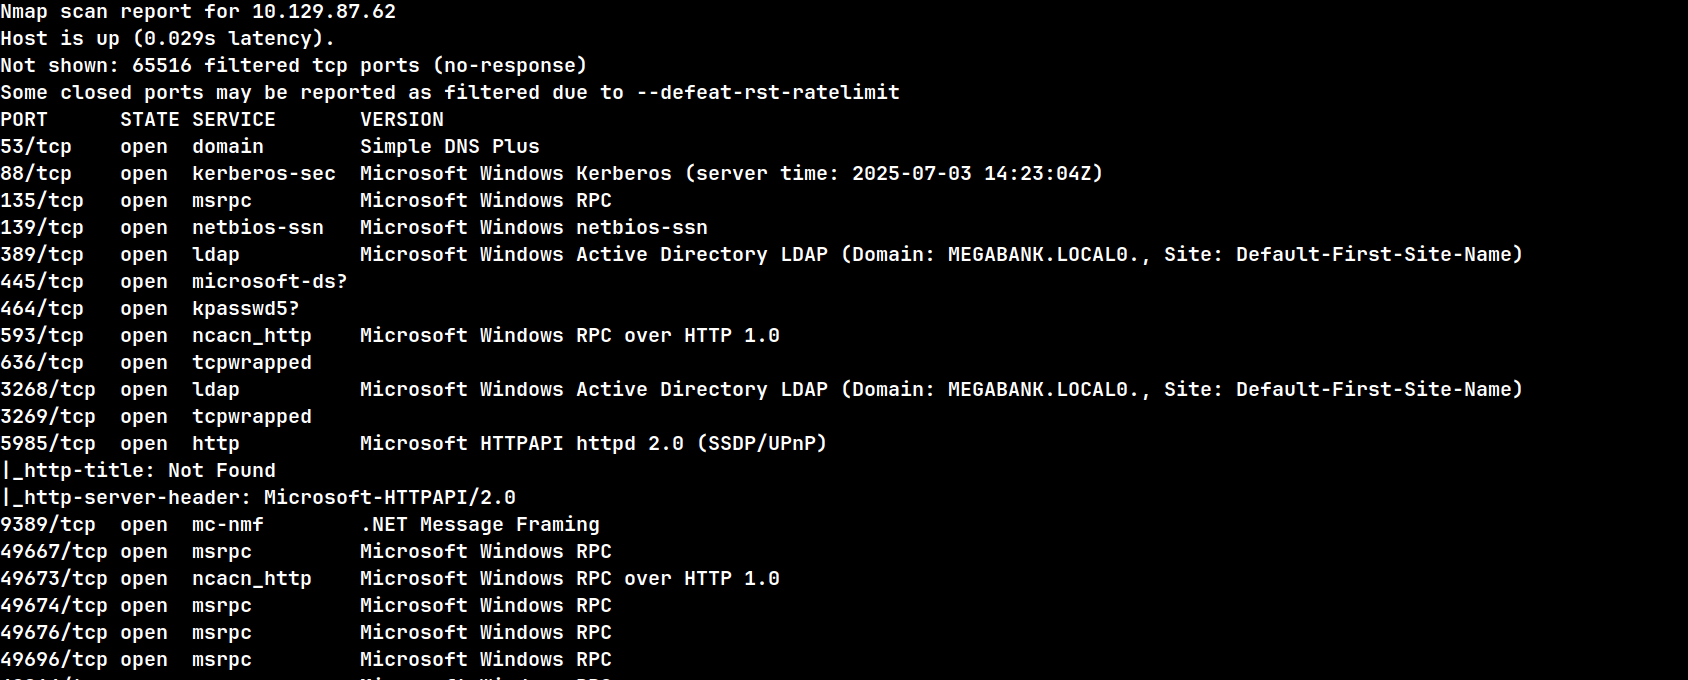 Nmap scan report for 10.129.87.62
Host is up (0.029s latency).
Not shown: 65516 filtered tcp ports (no-response)
Some closed ports may be reported as filtered due to --defeat-rst-ratelimit
PORT      STATE SERVICE       VERSION
53/tcp    open  domain        Simple DNS Plus
88/tcp    open  kerberos-sec  Microsoft Windows Kerberos (server time: 2025-07-03 14:23:04Z)
135/tcp   open  msrpc         Microsoft Windows RPC
139/tcp   open  netbios-ssn   Microsoft Windows netbios-ssn
389/tcp   open  ldap          Microsoft Windows Active Directory LDAP (Domain: MEGABANK.LOCAL0., Site: Default-First-Site-Name)
445/tcp   open  microsoft-ds?
464/tcp   open  kpasswd5?
593/tcp   open  ncacn_http    Microsoft Windows RPC over HTTP 1.0
636/tcp   open  tcpwrapped
3268/tcp  open  ldap          Microsoft Windows Active Directory LDAP (Domain: MEGABANK.LOCAL0., Site: Default-First-Site-Name)
3269/tcp  open  tcpwrapped
5985/tcp  open  http          Microsoft HTTPAPI httpd 2.0 (SSDP/UPnP)
|_http-title: Not Found
|_http-server-header: Microsoft-HTTPAPI/2.0
9389/tcp  open  mc-nmf        .NET Message Framing
49667/tcp open  msrpc         Microsoft Windows RPC
49673/tcp open  ncacn_http    Microsoft Windows RPC over HTTP 1.0
49674/tcp open  msrpc         Microsoft Windows RPC
49676/tcp open  msrpc         Microsoft Windows RPC
49696/tcp open  msrpc         Microsoft Windows RPC